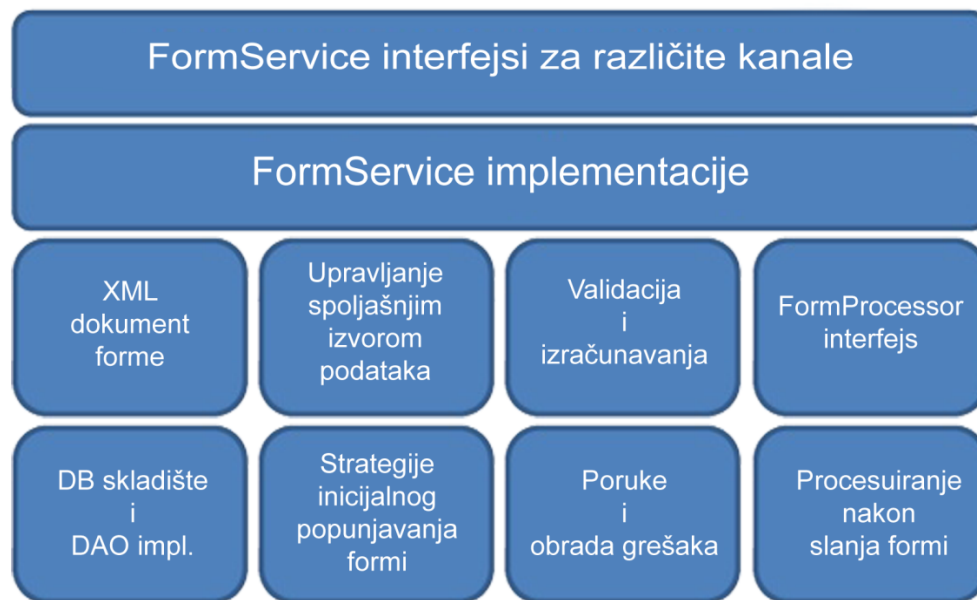 FormService interfejsi za različite kanale
FormService implementacije
XML
dokument
forme
Upravljanje
spoljašnjim
izvorom
podataka
Validacija
i
izračunavanja
FormProcessor
interfejs
DB skladište
i
DAO impl.
Strategije
inicijalnog
popunjavanja
formi
Poruke
i
obrada grešaka
Procesuiranje
nakon
slanja formi